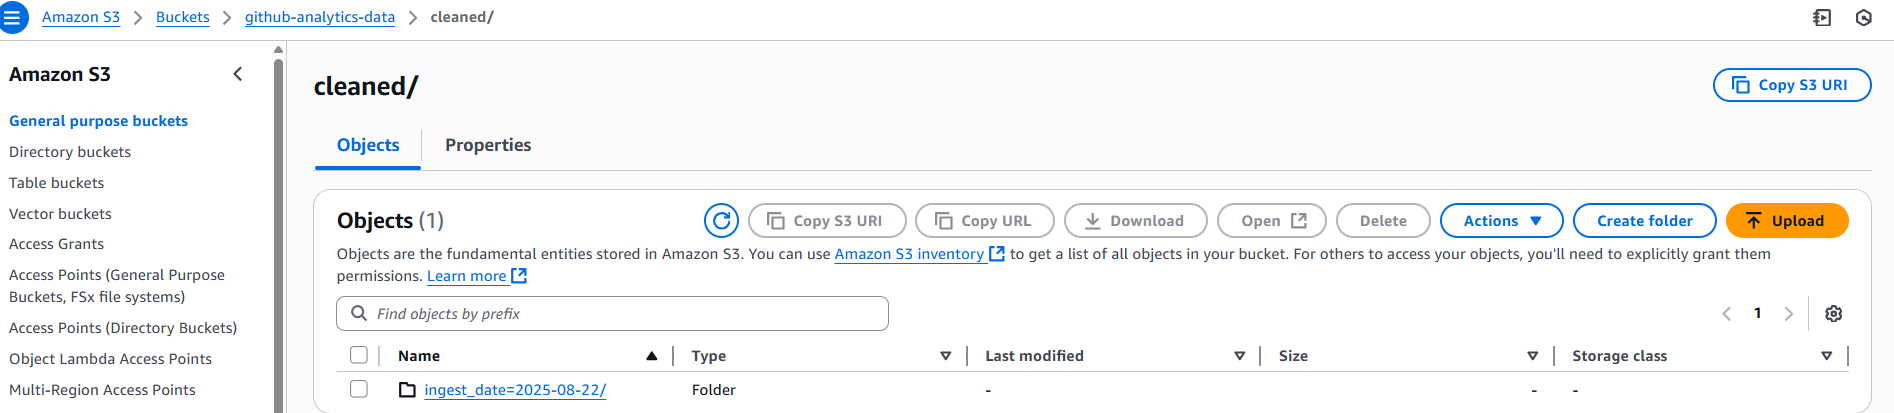 Amazon S3 > Buckets > github-analytics-data > cleaned/
Amazon S3
General purpose buckets
Directory buckets
Table buckets
Vector buckets
Access Grants
Access Points (General Purpose
Buckets, FSx file systems)
Access Points (Directory Buckets)
Object Lambda Access Points
Multi-Region Access Points
cleaned/
Copy S3 URI
Objects
Properties
Objects (1)
Copy S3 URI
Copy URL
Download
Open
Delete
Actions
Create folder
Upload
Objects are the fundamental entities stored in Amazon S3. You can use Amazon S3 inventory to get a list of all objects in your bucket. For others to access your objects, you'll need to explicitly grant them
permissions. Learn more
Find objects by prefix
1
Name Type Last modified Size Storage class
ingest_date=2025-08-22/ Folder - - -